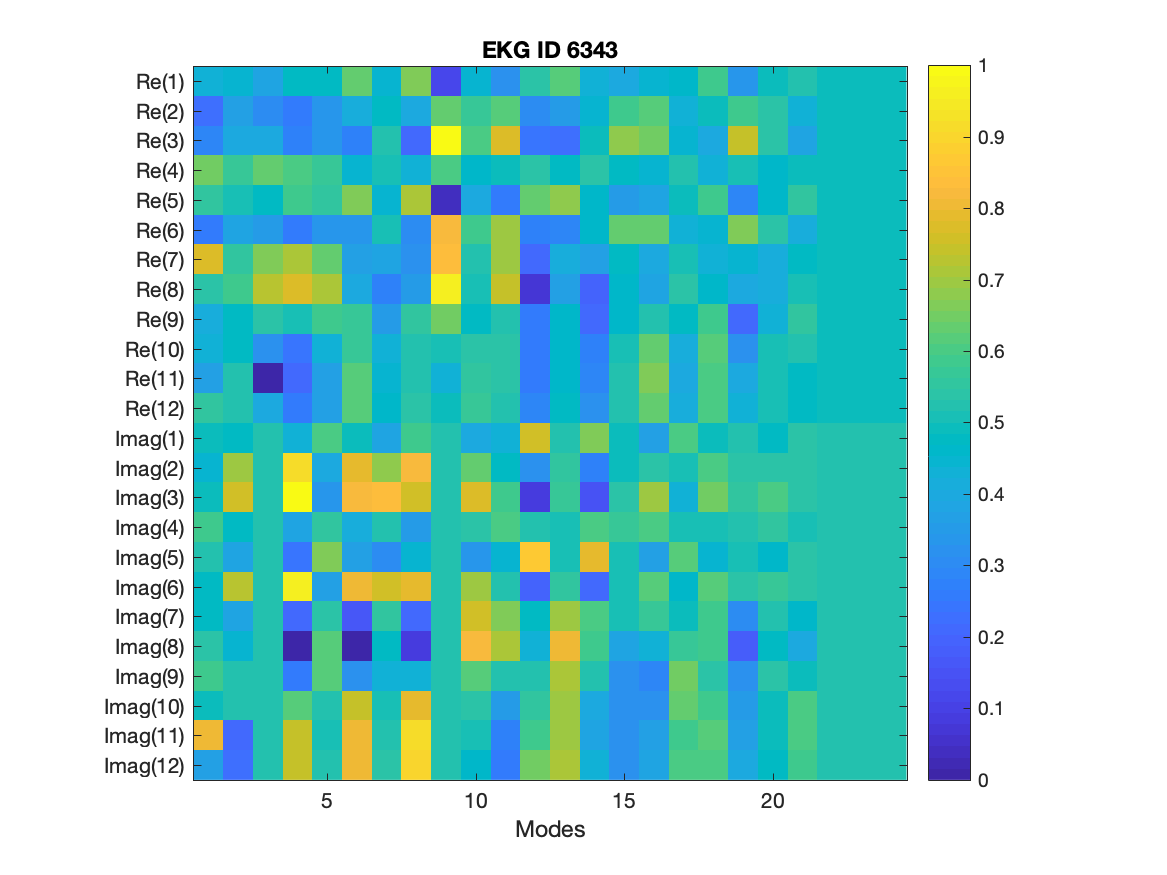 EKG ID 6343
Re(1)
Re(2)
Re(3)
Re(4)
Re(5)
Re(6)
Re(7)
Re(8)
Re(9)
Re(10)
Re(11)
Re(12)
Imag(1)
Imag(2)
Imag(3)
Imag(4)
Imag(5)
Imag(6)
Imag(7)
Imag(8)
Imag(9)
Imag(10)
Imag(11)
Imag(12)
5 10 15 20
Modes
1
0.9
0.8
0.7
0.6
0.5
0.4
0.3
0.2
0.1
0